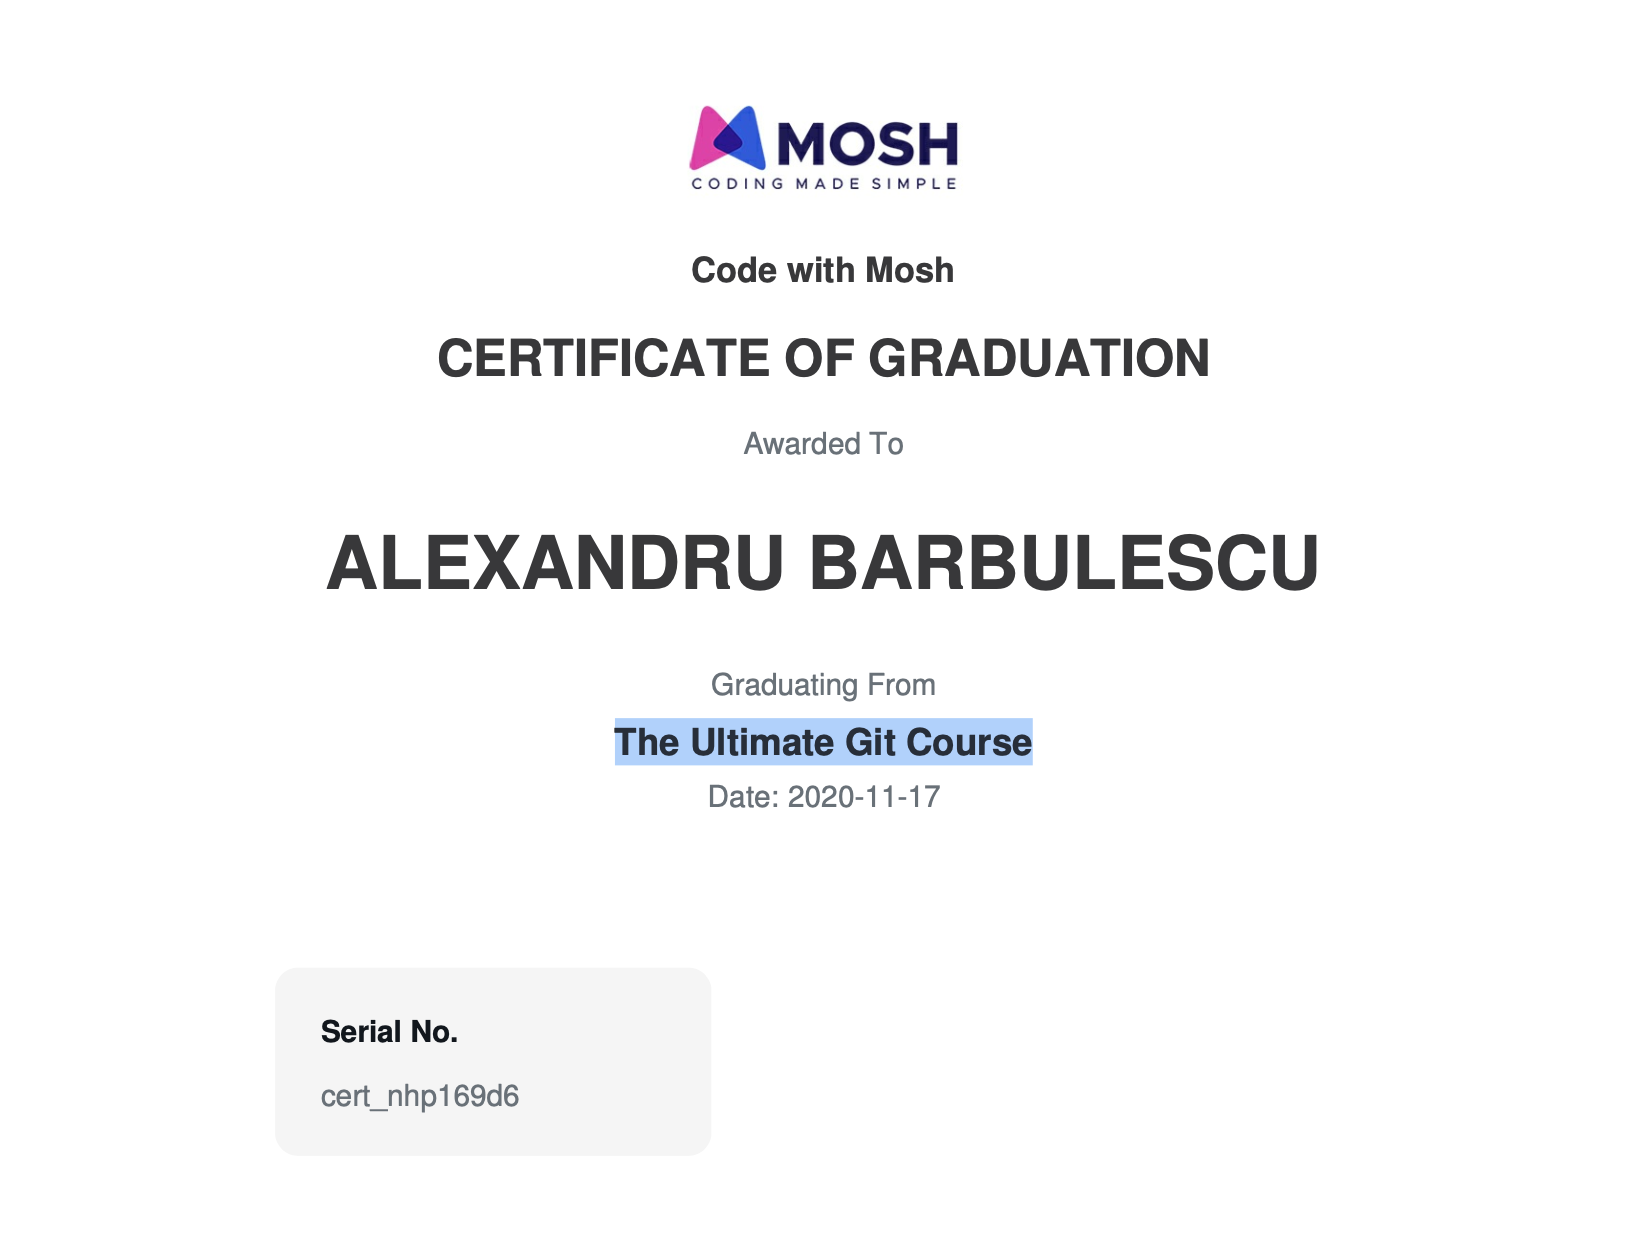 MOSH
CODING MADE SIMPLE
Code with Mosh
CERTIFICATE OF GRADUATION
Awarded To
ALEXANDRU BARBULESCU
Graduating From
The Ultimate Git Course
Date: 2020-11-17
Serial No.
cert_nhp169d6